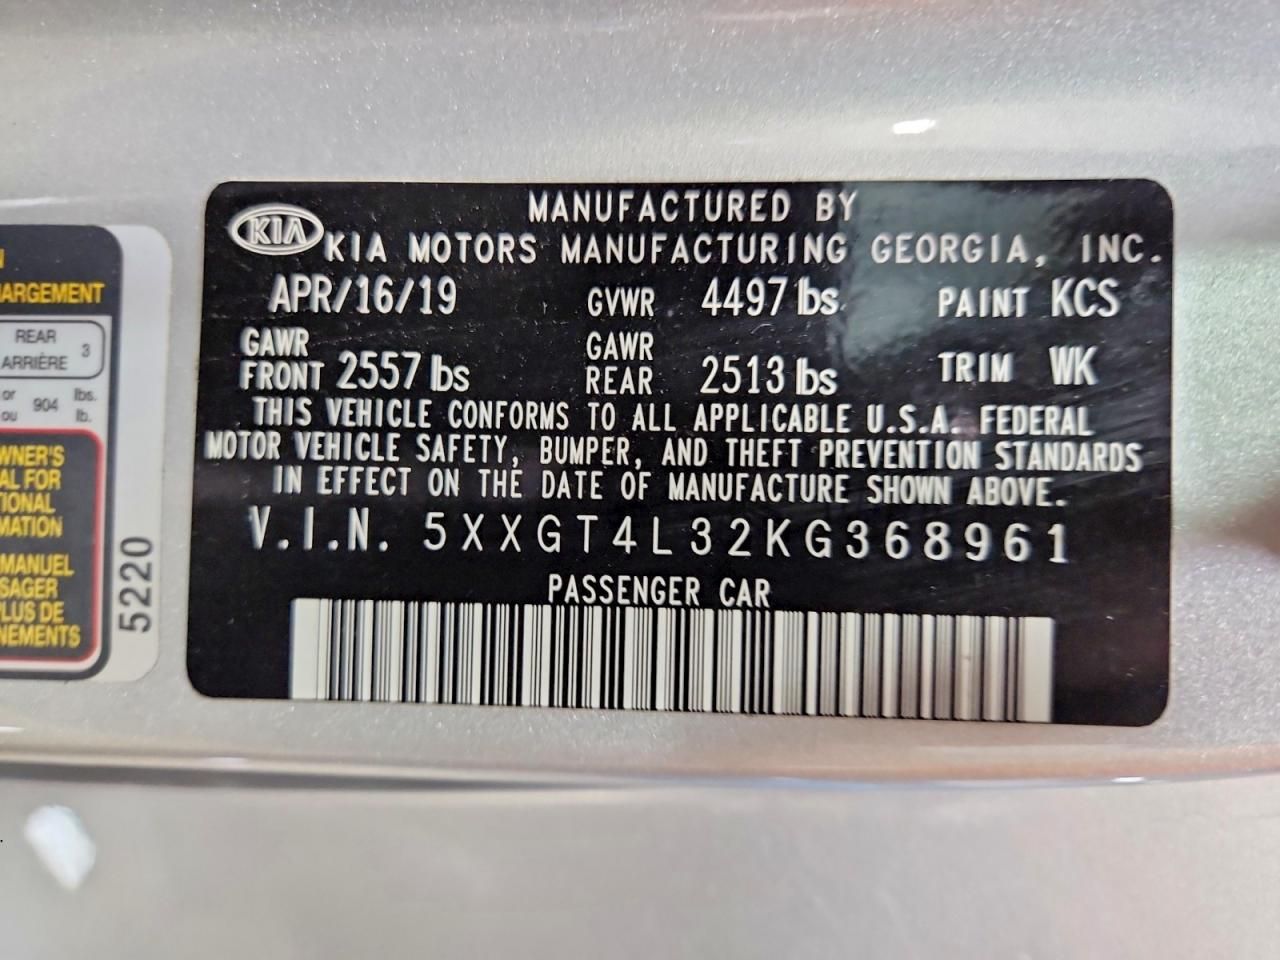 N
ARGEMENT
REAR
ARRIÈRE 3
or 904 lbs.
ou lb.
WNER'S
AL FOR
TIONAL
MATION
MANUEL
SAGER
PLUS DE
NEMENTS
5220
MANUFACTURED BY
KIA KIA MOTORS MANUFACTURING GEORGIA, INC.
APR/16/19 GVWR 4497 lbs PAINT KCS
GAWR FRONT 2557 lbs GAWR REAR 2513 lbs TRIM WK
THIS VEHICLE CONFORMS TO ALL APPLICABLE U.S.A. FEDERAL
MOTOR VEHICLE SAFETY, BUMPER, AND THEFT PREVENTION STANDARDS
IN EFFECT ON THE DATE OF MANUFACTURE SHOWN ABOVE.
V.I.N. 5XXGT4L32KG368961
PASSENGER CAR